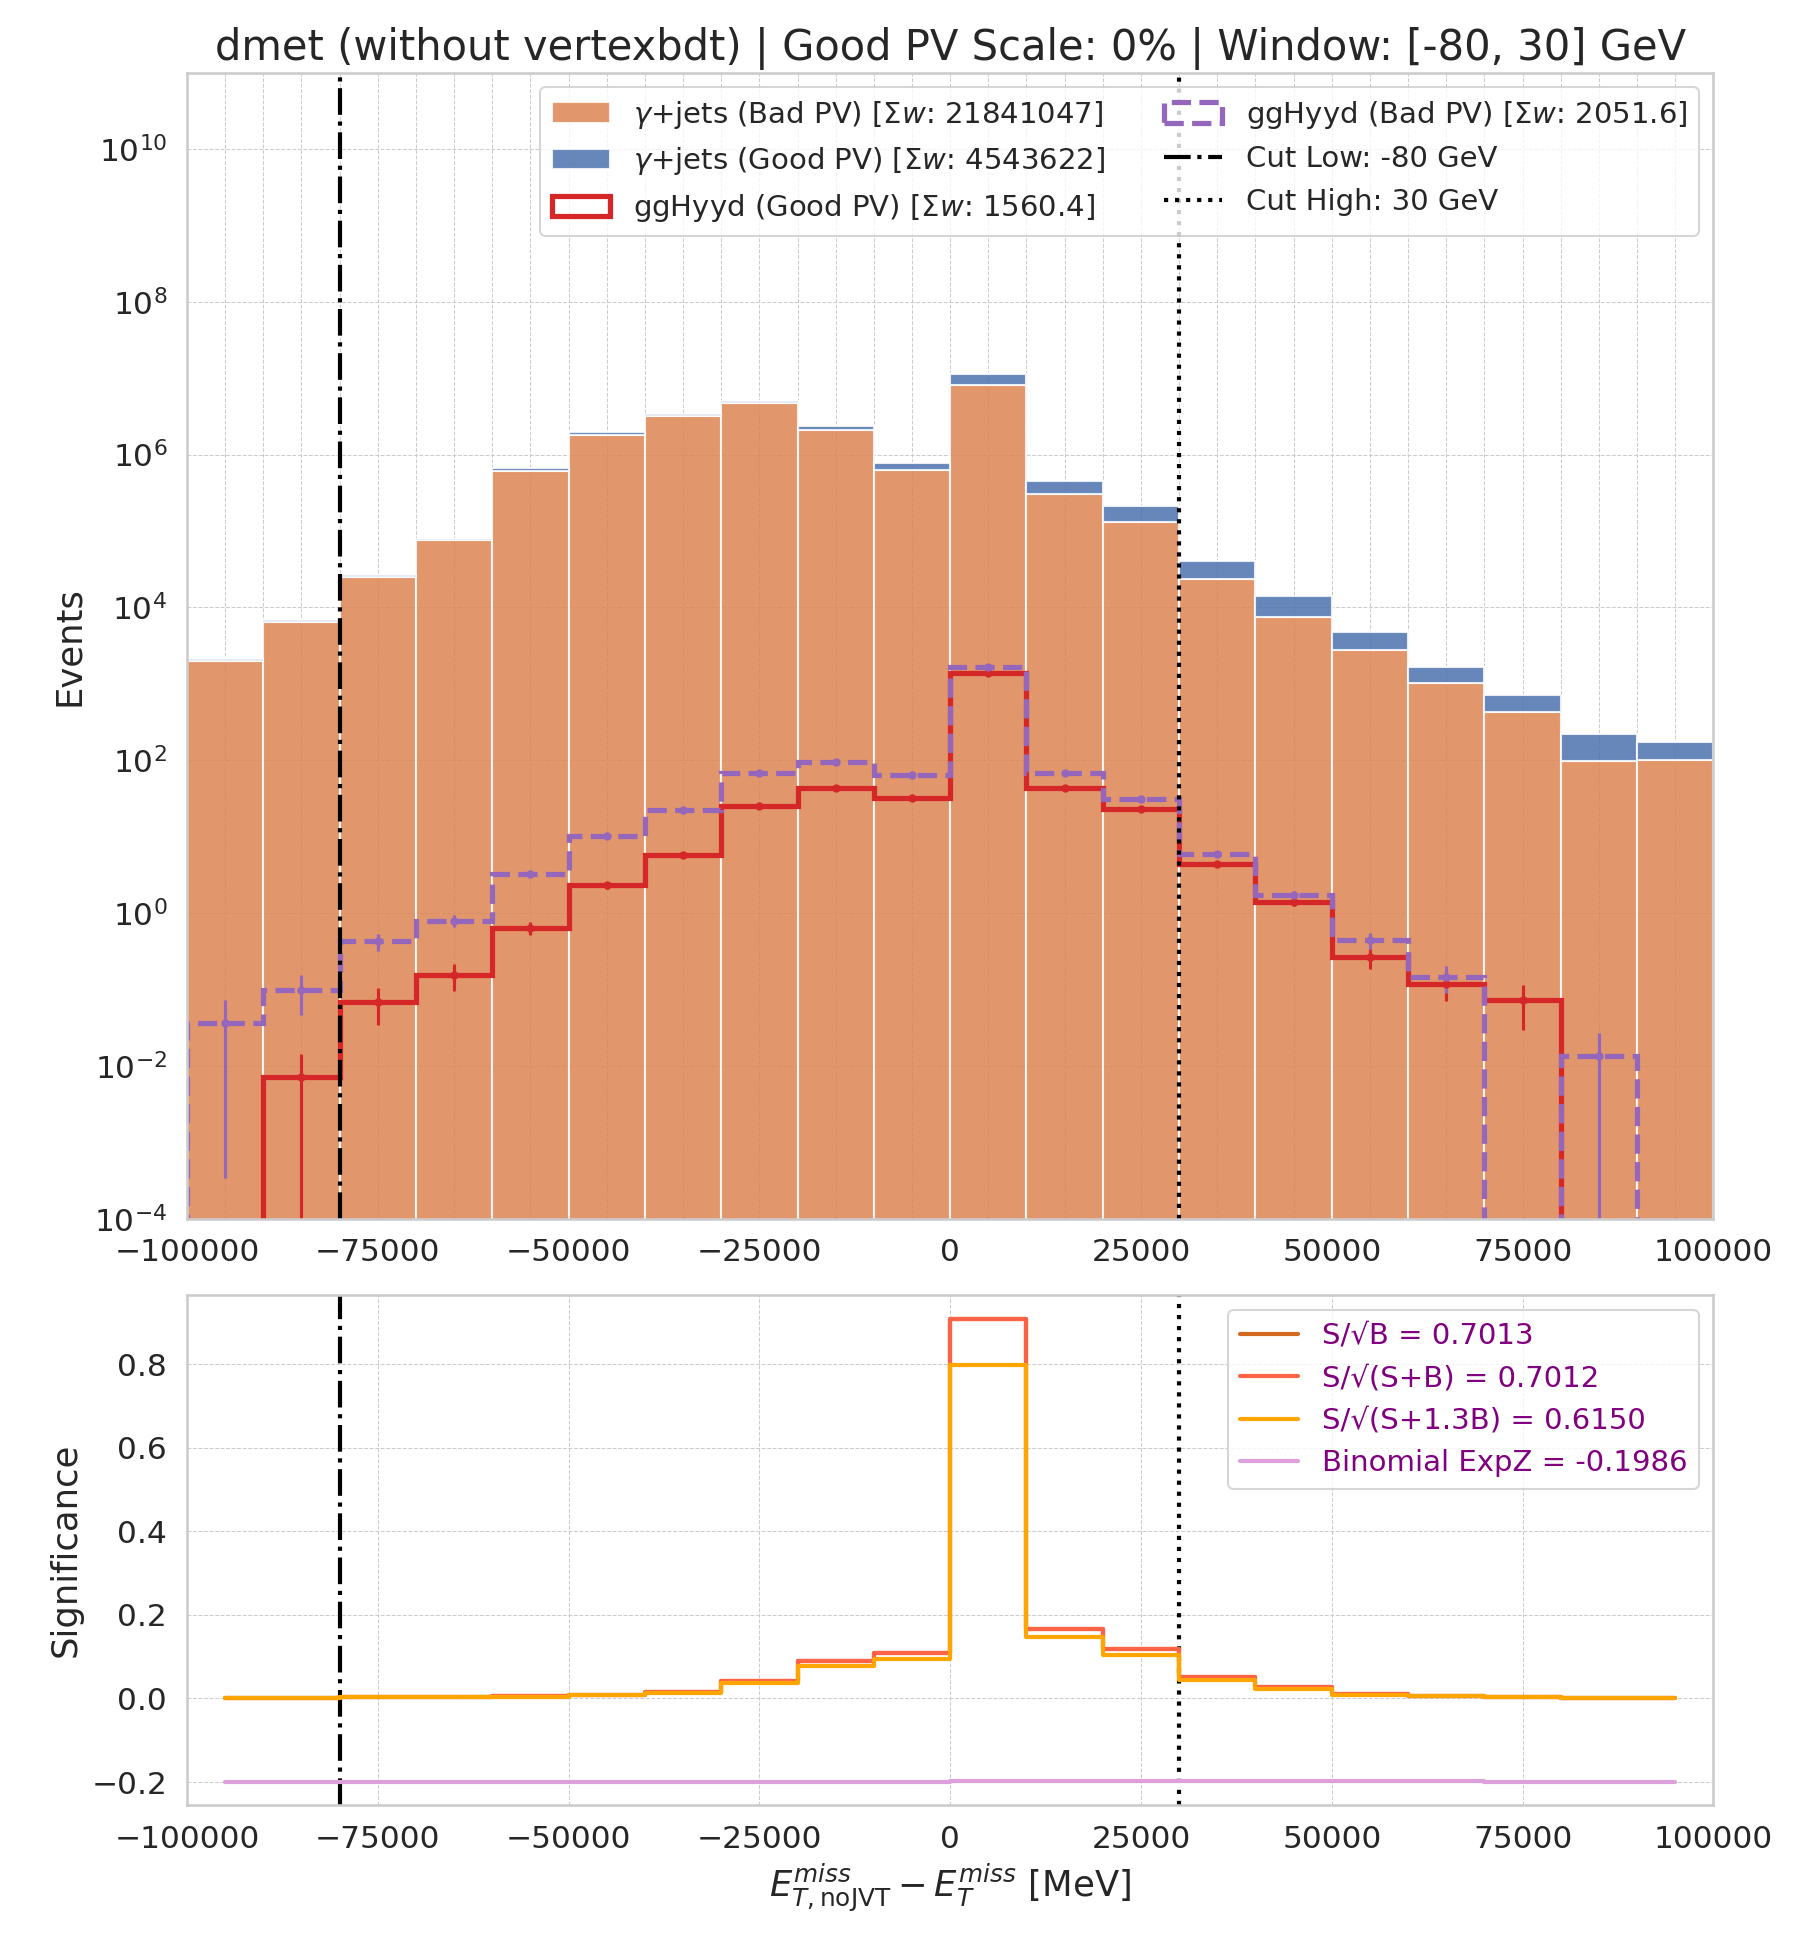 dmet (without vertexbdt) | Good PV Scale: 0% | Window: [-80, 30] GeV
γ+jets (Bad PV) [Σw: 21841047]
γ+jets (Good PV) [Σw: 4543622]
ggHyyd (Good PV) [Σw: 1560.4]
ggHyyd (Bad PV) [Σw: 2051.6]
Cut Low: -80 GeV
Cut High: 30 GeV
Events
10^10
10^8
10^6
10^4
10^2
10^0
10^−2
10^−4
−100000 −75000 −50000 −25000 0 25000 50000 75000 100000
S/√B = 0.7013
S/√(S+B) = 0.7012
S/√(S+1.3B) = 0.6150
Binomial ExpZ = -0.1986
Significance
0.8
0.6
0.4
0.2
0.0
−0.2
−100000 −75000 −50000 −25000 0 25000 50000 75000 100000
E_{T,noJVT}^{miss} − E_T^{miss} [MeV]